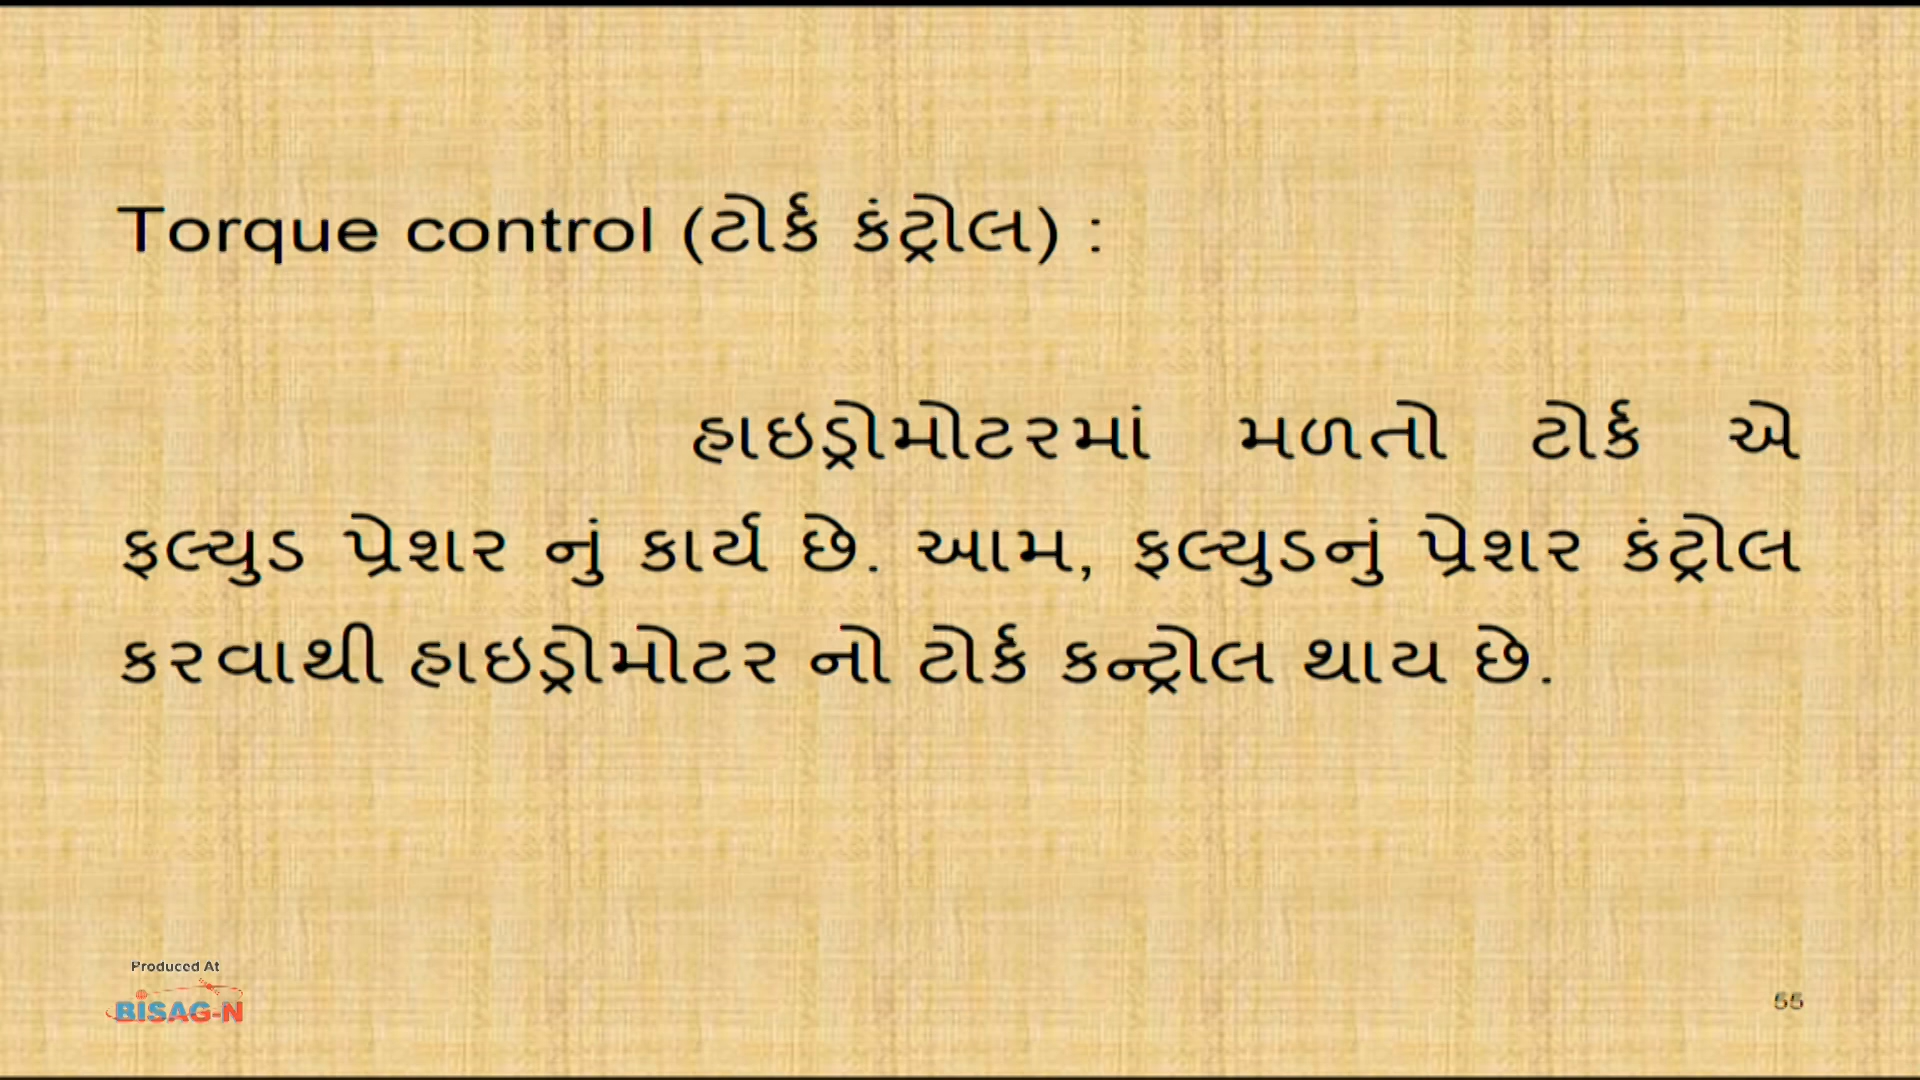 Torque control (ટોર્ક કંટ્રોલ) :
હાઇડ્રોમોટરમાં મળતો ટોર્ક એ
ફલ્યુડ પ્રેશર નું કાર્ય છે. આમ, ફલ્યુડનું પ્રેશર કંટ્રોલ
કરવાથી હાઇડ્રોમોટર નો ટોર્ક કન્ટ્રોલ થાય છે.
Produced At
BISAG-N
55